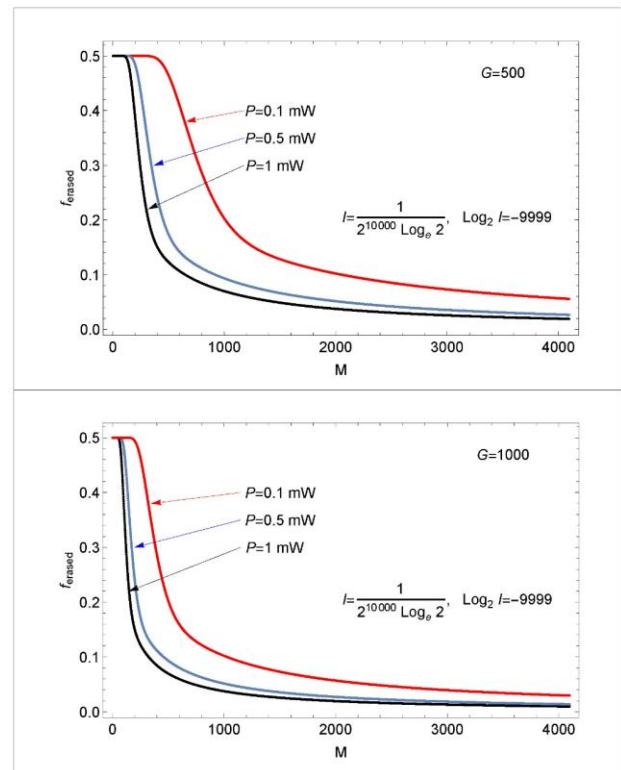 0.5
0.4
0.3
0.2
0.1
0.0
f_erased
G=500
P=0.1 mW
P=0.5 mW
P=1 mW
l= 1 / 2^10000 Log_e 2, Log_2 l=-9999
0 1000 2000 3000 4000
M
0.5
0.4
0.3
0.2
0.1
0.0
f_erased
G=1000
P=0.1 mW
P=0.5 mW
P=1 mW
l= 1 / 2^10000 Log_e 2, Log_2 l=-9999
0 1000 2000 3000 4000
M